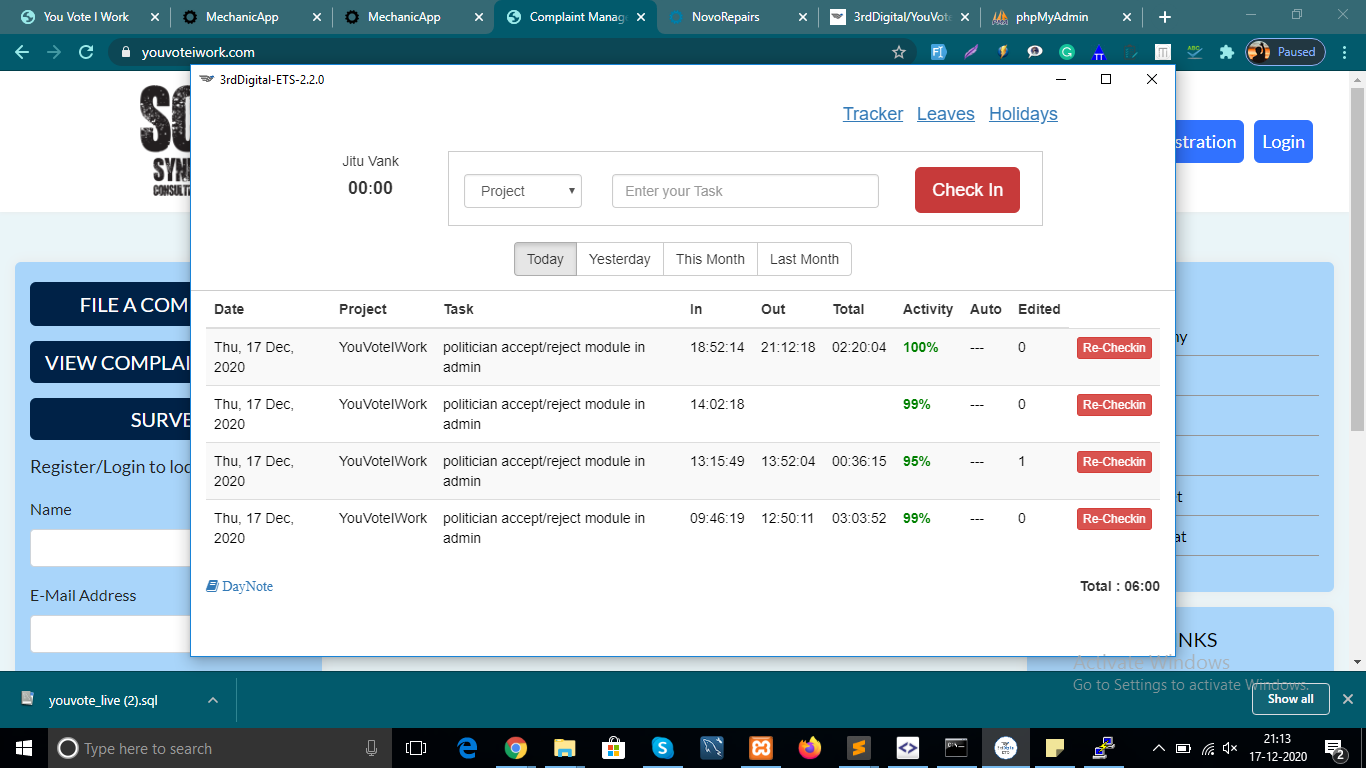 You Vote I Work
MechanicApp
MechanicApp
Complaint Manag
NovoRepairs
3rdDigital/YouVot
phpMyAdmin
youvoteiwork.com
Paused
3rdDigital-ETS-2.2.0
Tracker Leaves Holidays
stration
Login
Jitu Vank
00:00
Project
Enter your Task
Check In
Today Yesterday This Month Last Month
FILE A COM
VIEW COMPLAI
SURVE
Register/Login to loc
Name
E-Mail Address
Date Project Task In Out Total Activity Auto Edited
Thu, 17 Dec, YouVoteIWork politician accept/reject module in 18:52:14 21:12:18 02:20:04 100% --- 0 Re-Checkin
2020 admin
Thu, 17 Dec, YouVoteIWork politician accept/reject module in 14:02:18 99% --- 0 Re-Checkin
2020 admin
Thu, 17 Dec, YouVoteIWork politician accept/reject module in 13:15:49 13:52:04 00:36:15 95% --- 1 Re-Checkin
2020 admin
Thu, 17 Dec, YouVoteIWork politician accept/reject module in 09:46:19 12:50:11 03:03:52 99% --- 0 Re-Checkin
2020 admin
DayNote
Total : 06:00
ny
t
at
NKS
Activate Windows
Go to Settings to activate Windows.
youvote_live (2).sql
Show all
Type here to search
21:13
17-12-2020
2